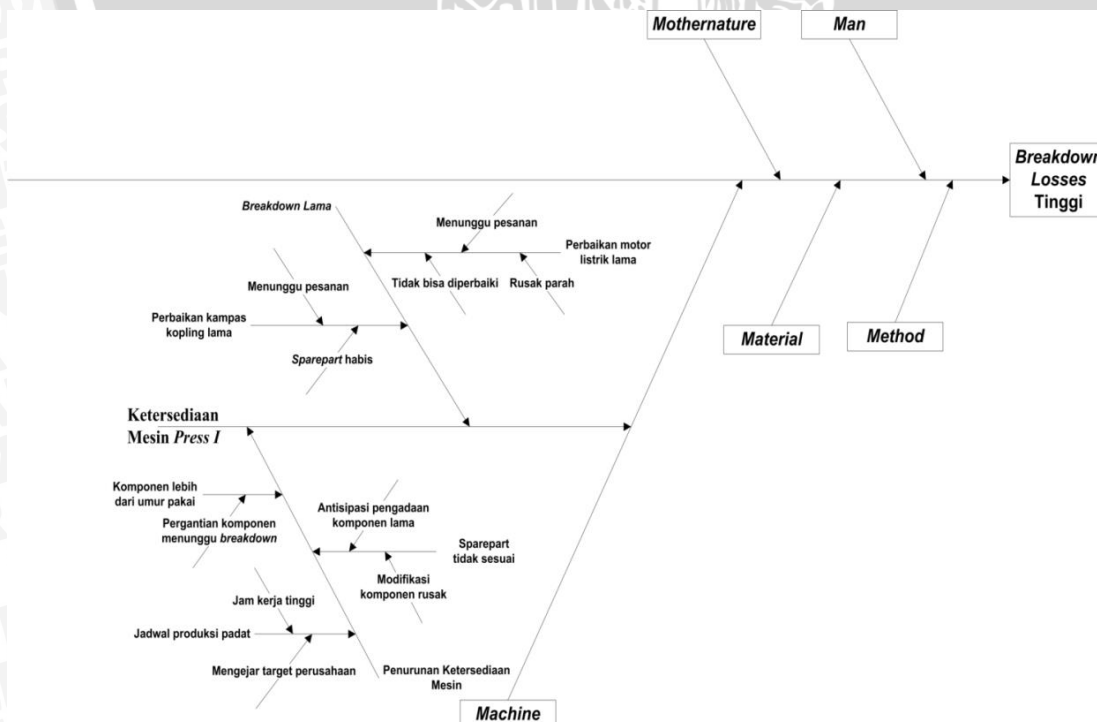 Mothernature
Man
Breakdown
Losses
Tinggi
Breakdown Lama
Menunggu pesanan
Perbaikan motor
listrik lama
Tidak bisa diperbaiki
Rusak parah
Menunggu pesanan
Perbaikan kampas
kopling lama
Sparepart habis
Material
Method
Ketersediaan
Mesin Press I
Komponen lebih
dari umur pakai
Pergantian komponen
menunggu breakdown
Antisipasi pengadaan
komponen lama
Sparepart
tidak sesuai
Modifikasi
komponen rusak
Jam kerja tinggi
Jadwal produksi padat
Mengejar target perusahaan
Penurunan Ketersediaan
Mesin
Machine